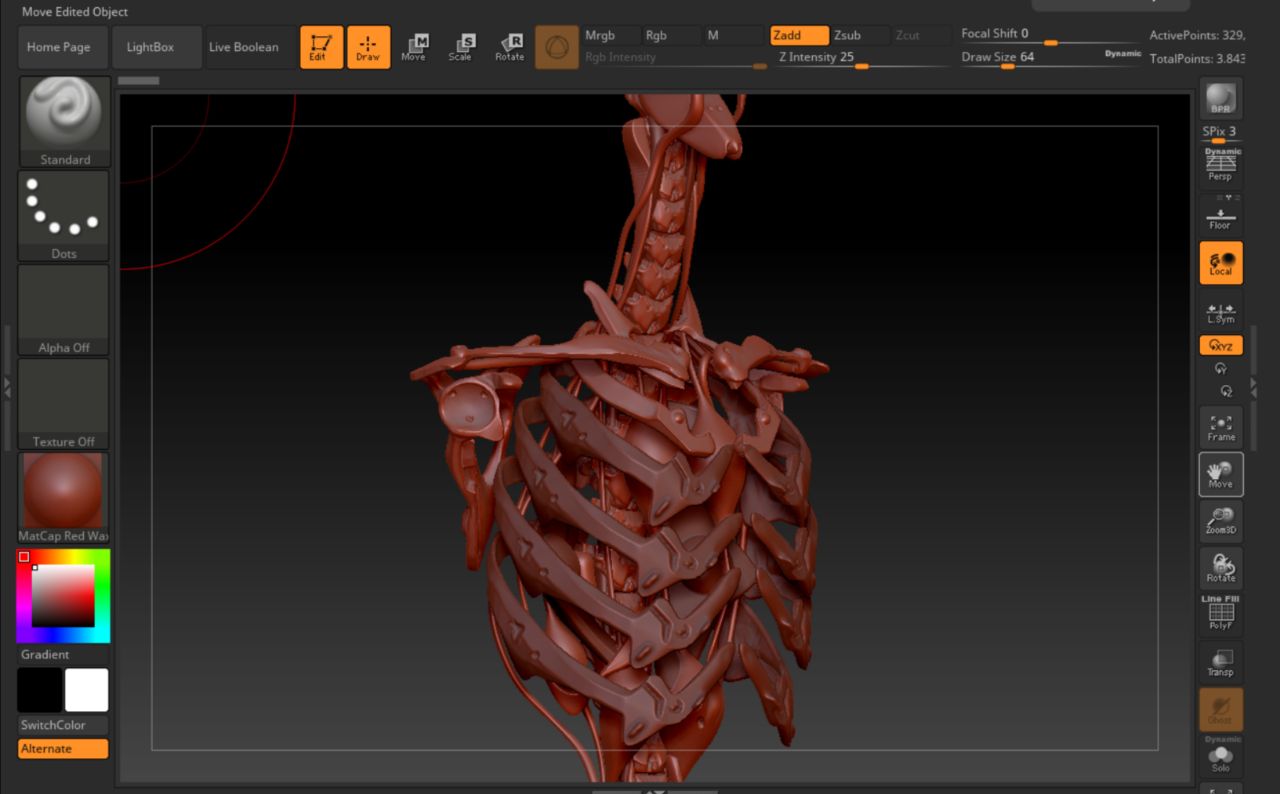 Move Edited Object
Home Page
LightBox
Live Boolean
Edit
Draw
Move
Scale
Rotate
Mrgb
Rgb
M
Rgb Intensity
Zadd
Zsub
Zcut
Z Intensity 25
Focal Shift 0
Draw Size 64
Dynamic
ActivePoints: 329,
TotalPoints: 3.843
Standard
Dots
Alpha Off
Texture Off
MatCap Red Wax
Gradient
SwitchColor
Alternate
BPR
SPix 3
Dynamic
Persp
Floor
Local
L.Sym
XYZ
Y
Z
Frame
Move
Zoom3D
Rotate
Line Fill
PolyF
Transp
Ghost
Dynamic
Solo